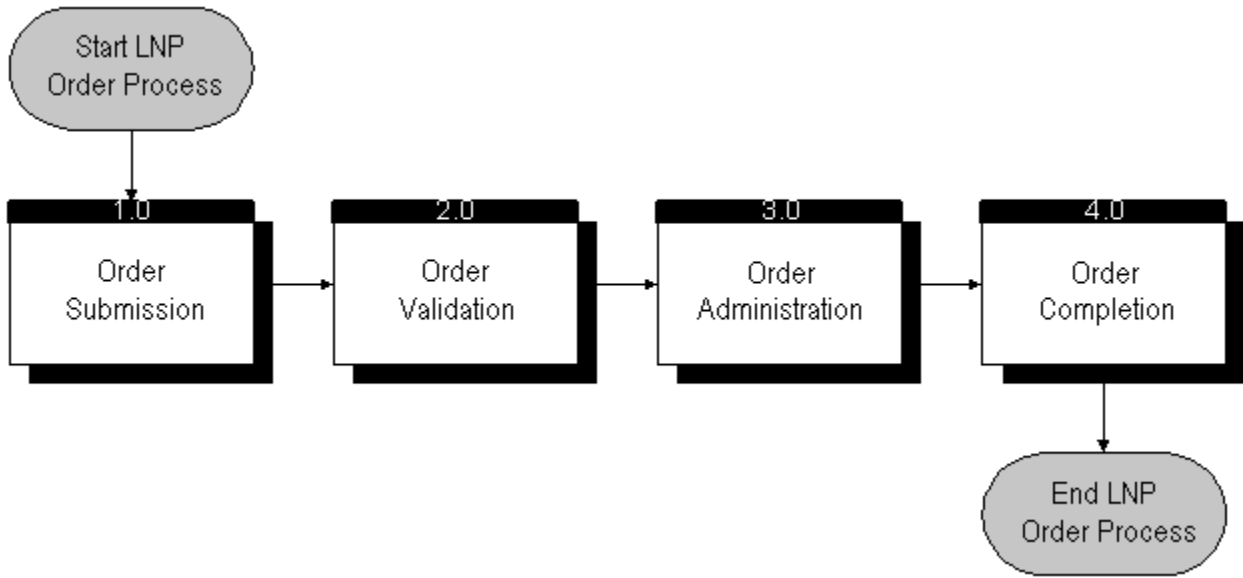 Start LNP
Order Process
1.0
Order
Submission
2.0
Order
Validation
3.0
Order
Administration
4.0
Order
Completion
End LNP
Order Process